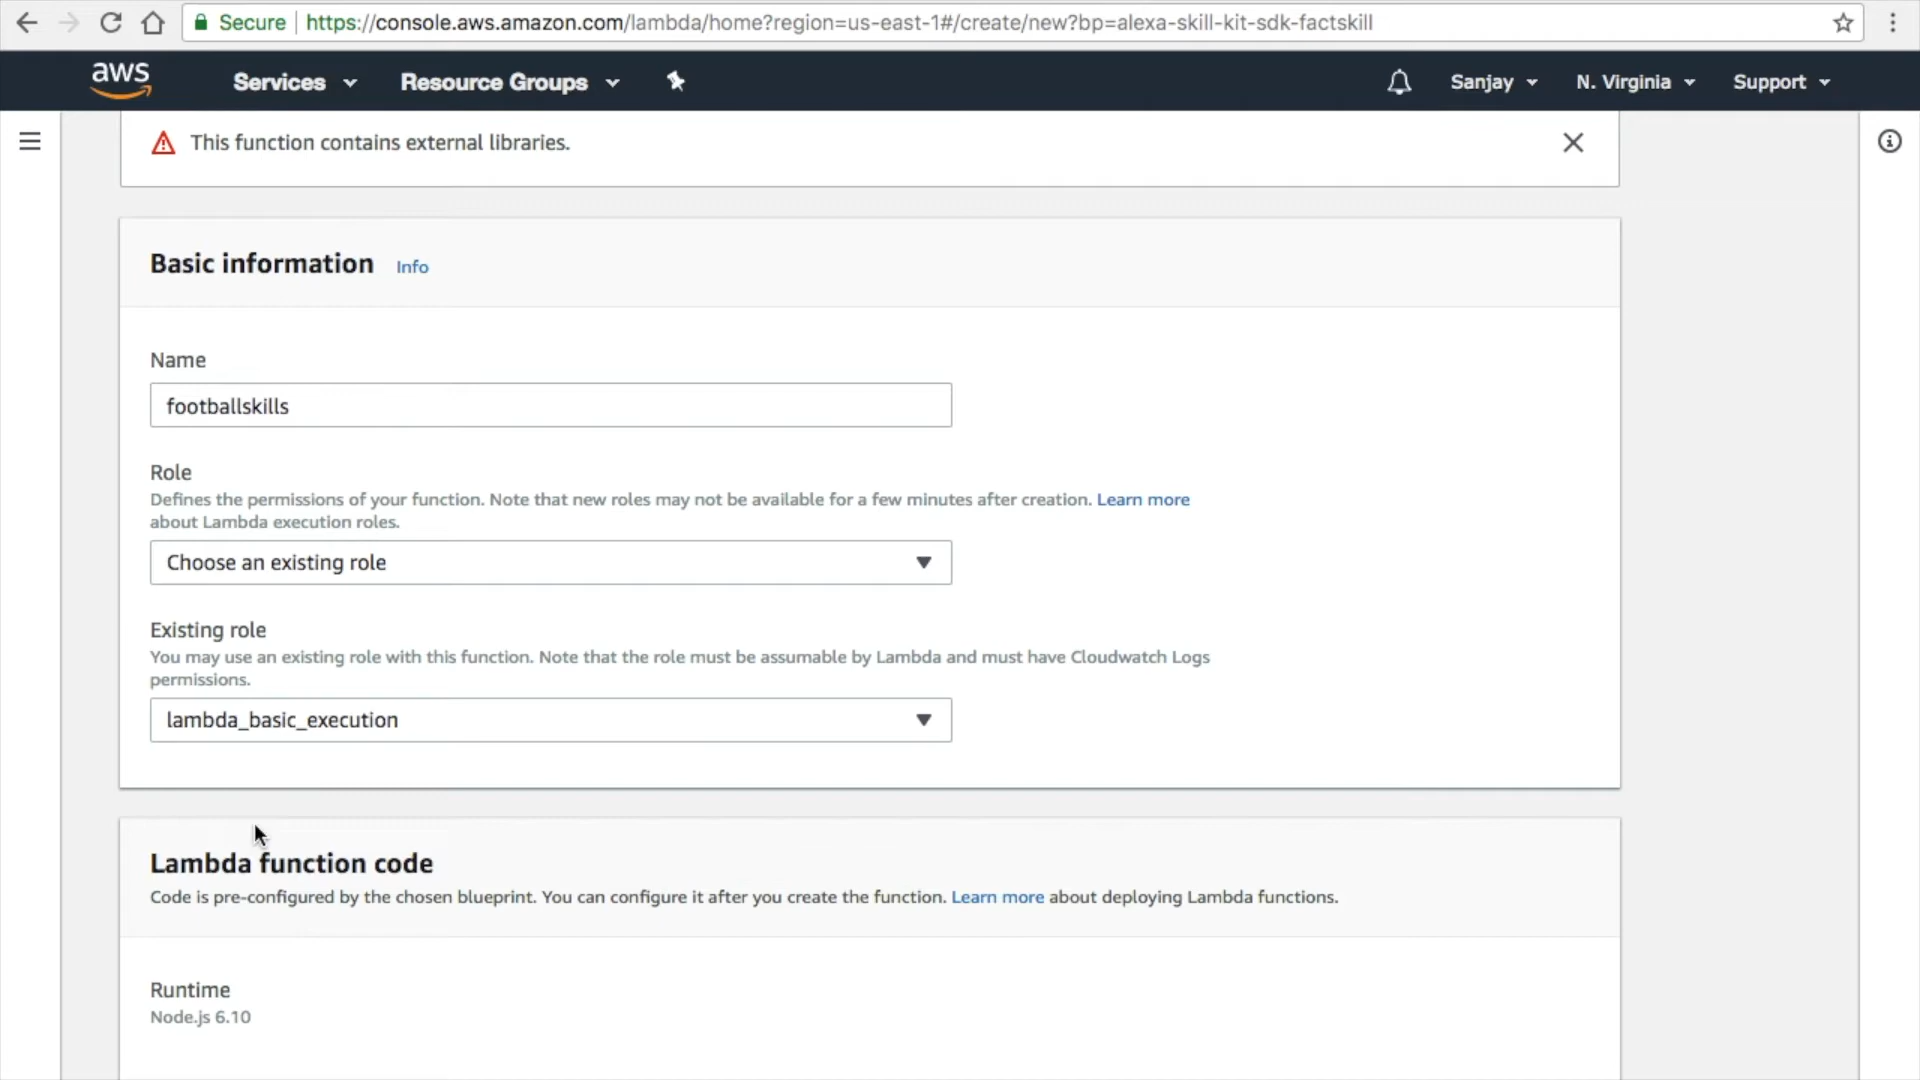 Secure https://console.aws.amazon.com/lambda/home?region=us-east-1#/create/new?bp=alexa-skill-kit-sdk-factskill
aws Services Resource Groups Sanjay N. Virginia Support
This function contains external libraries.
Basic information Info
Name
footballskills
Role
Defines the permissions of your function. Note that new roles may not be available for a few minutes after creation. Learn more
about Lambda execution roles.
Choose an existing role
Existing role
You may use an existing role with this function. Note that the role must be assumable by Lambda and must have Cloudwatch Logs
permissions.
lambda_basic_execution
Lambda function code
Code is pre-configured by the chosen blueprint. You can configure it after you create the function. Learn more about deploying Lambda functions.
Runtime
Node.js 6.10